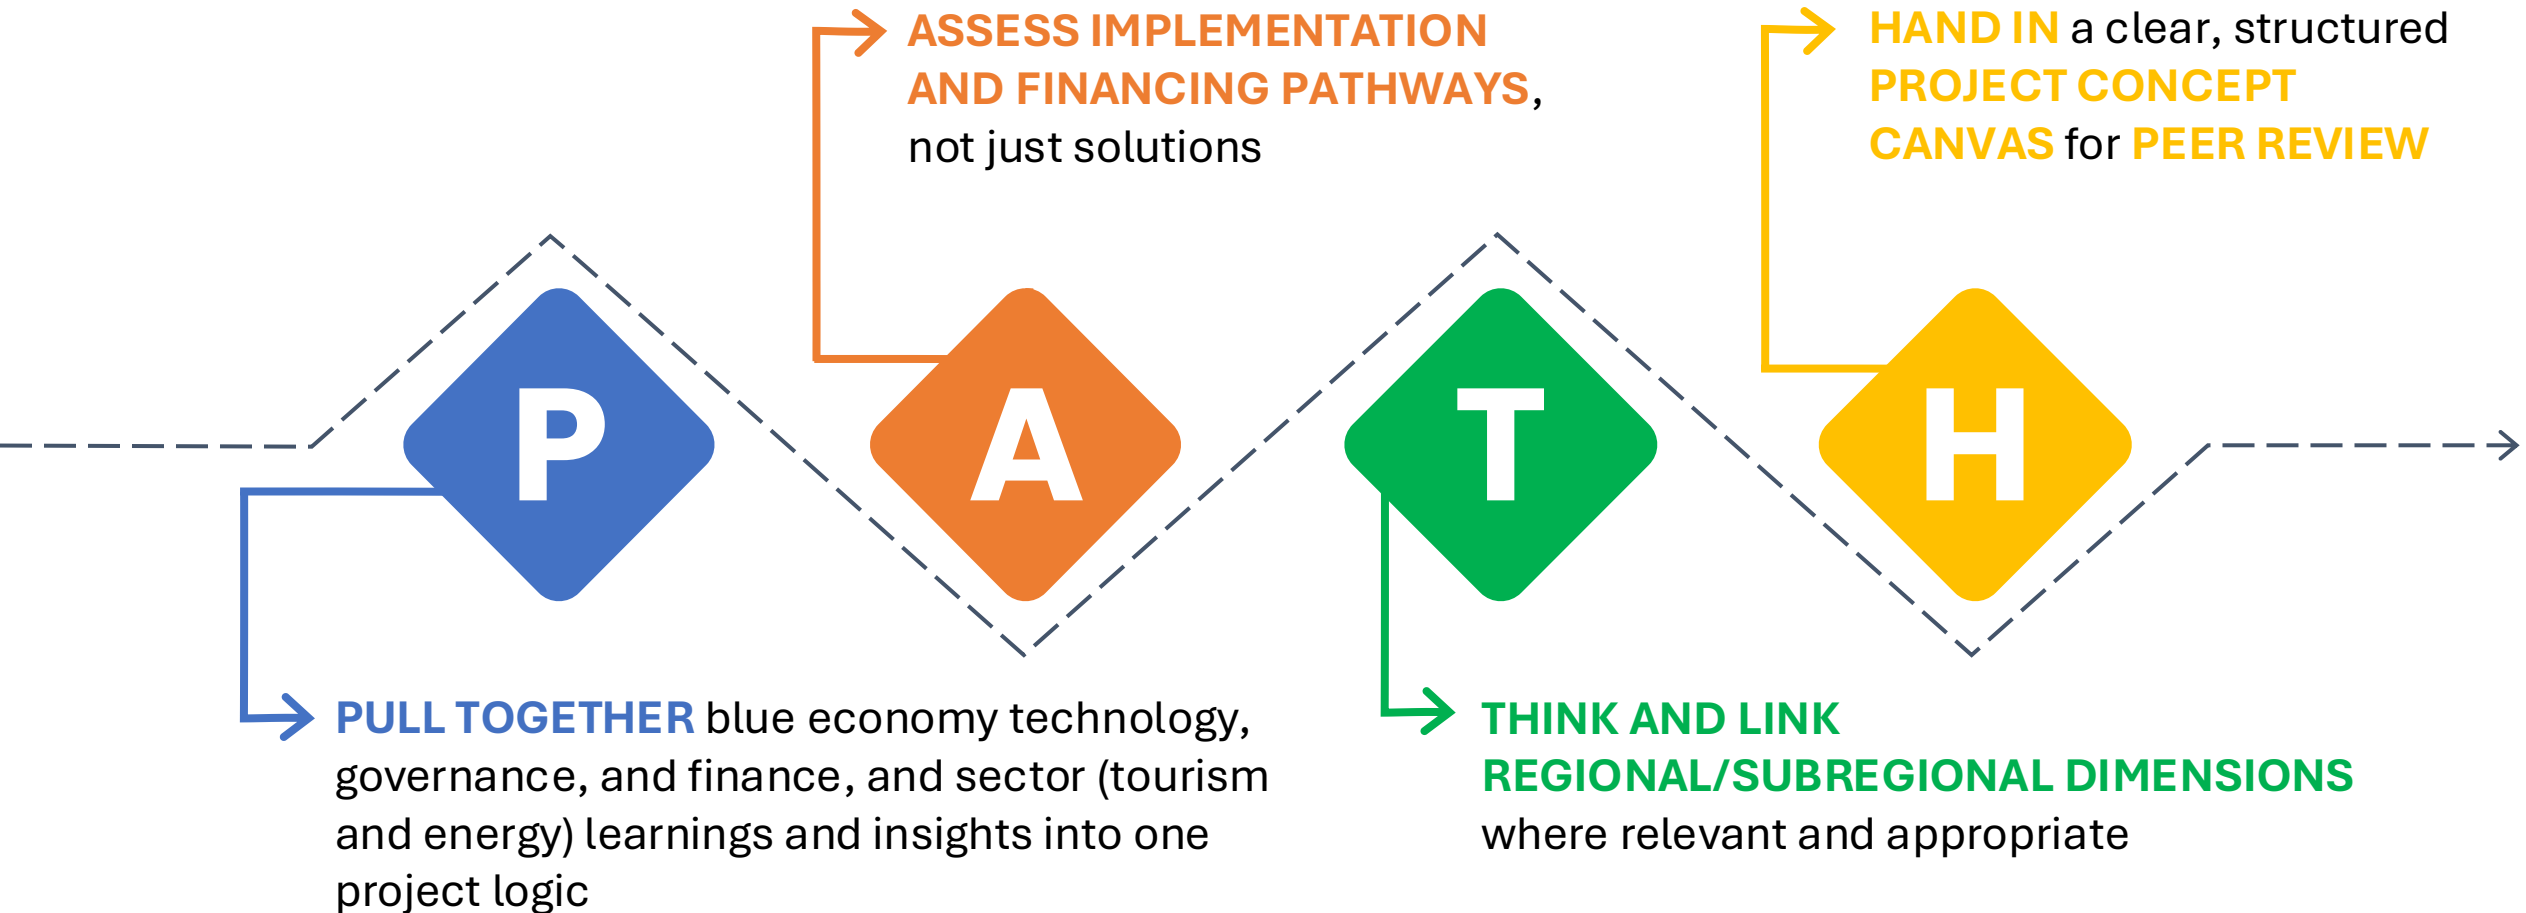 ASSESS IMPLEMENTATION
AND FINANCING PATHWAYS,
not just solutions
HAND IN a clear, structured
PROJECT CONCEPT
CANVAS for PEER REVIEW
P
A
T
H
PULL TOGETHER blue economy technology,
governance, and finance, and sector (tourism
and energy) learnings and insights into one
project logic
THINK AND LINK
REGIONAL/SUBREGIONAL DIMENSIONS
where relevant and appropriate